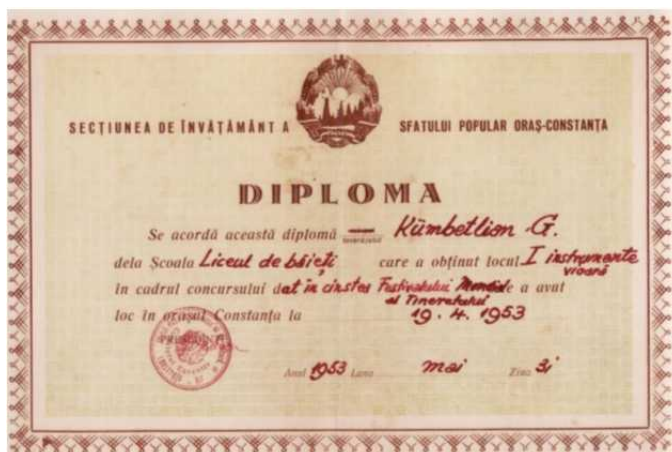 SECȚIUNEA DE ÎNVĂȚĂMÂNT A SFATULUI POPULAR ORAȘ-CONSTANȚA
DIPLOMA
Se acordă această diplomă — Kümbetlian G.
dela Școala Liceul de băieți care a obținut locul I instrumente
vioară
în cadrul concursului dat în cinstea Festivalului Mondial e a avut
al Tineretului
loc în orașul Constanța la 19.4.1953
PREȘEDINTE
Anul 1953 Luna mai Ziua 31